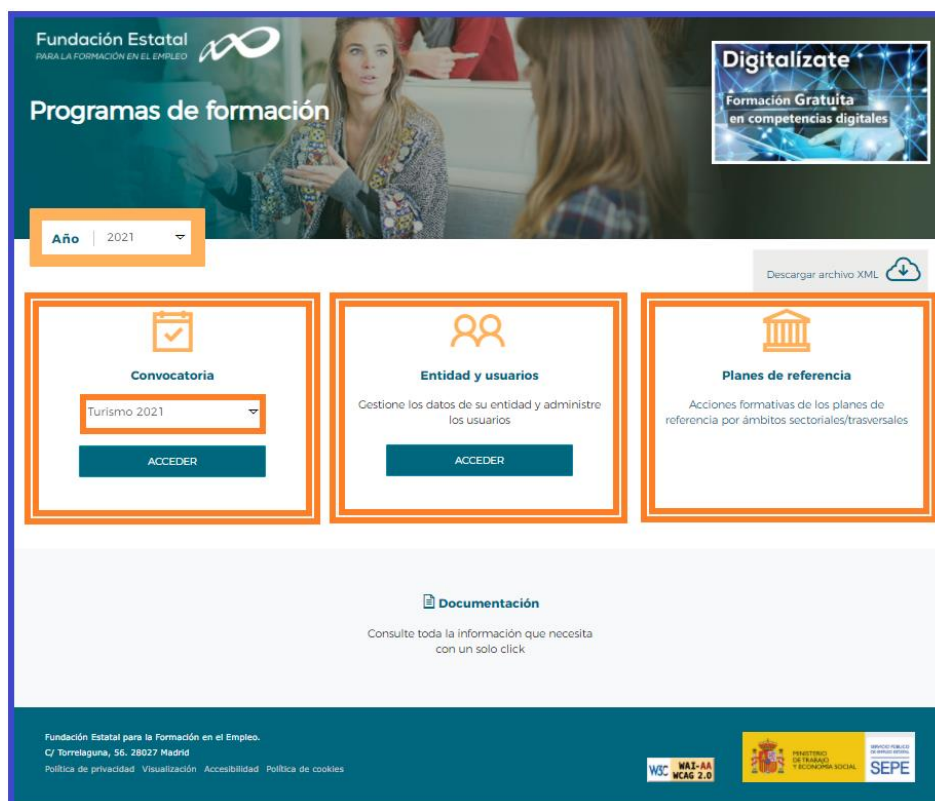 Fundación Estatal
PARA LA FORMACIÓN EN EL EMPLEO
Programas de formación
Digitalízate
Formación Gratuita
en competencias digitales
Año 2021
Descargar archivo XML
Convocatoria
Turismo 2021
ACCEDER
Entidad y usuarios
Gestione los datos de su entidad y administre
los usuarios
ACCEDER
Planes de referencia
Acciones formativas de los planes de
referencia por ámbitos sectoriales/trasversales
Documentación
Consulte toda la información que necesita
con un solo click
Fundación Estatal para la Formación en el Empleo.
C/ Torrelaguna, 56. 28027 Madrid
Política de privacidad Visualización Accesibilidad Política de cookies
W3C WAI-AA
WCAG 2.0
MINISTERIO
DE TRABAJO
Y ECONOMÍA SOCIAL
SERVICIO PÚBLICO
DE EMPLEO ESTATAL
SEPE